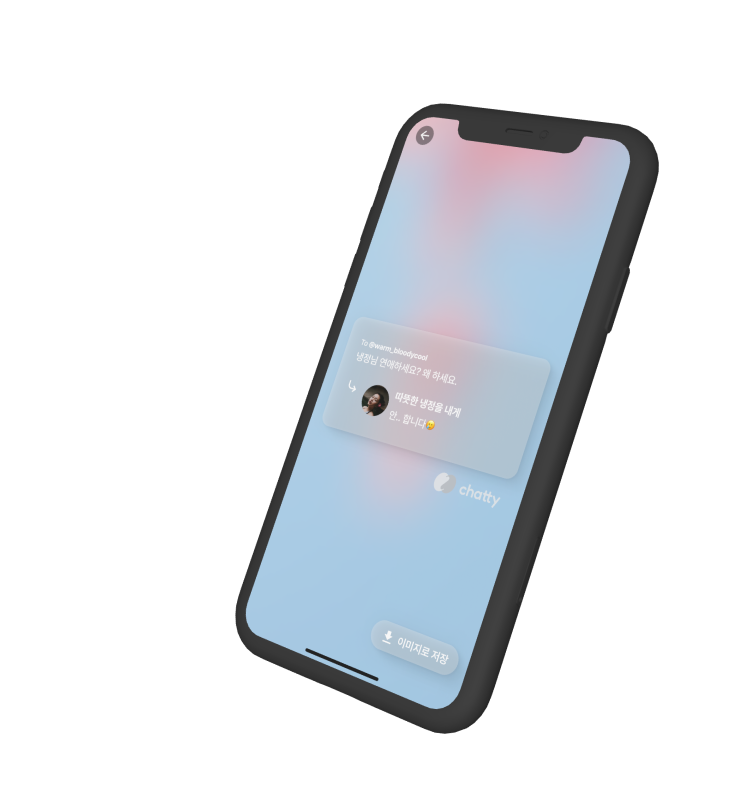 To @warm_bloodycool
냉정님 연애하세요? 왜 하세요.
따뜻한 냉정을 내게
안.. 합니다😥
chatty
이미지로 저장